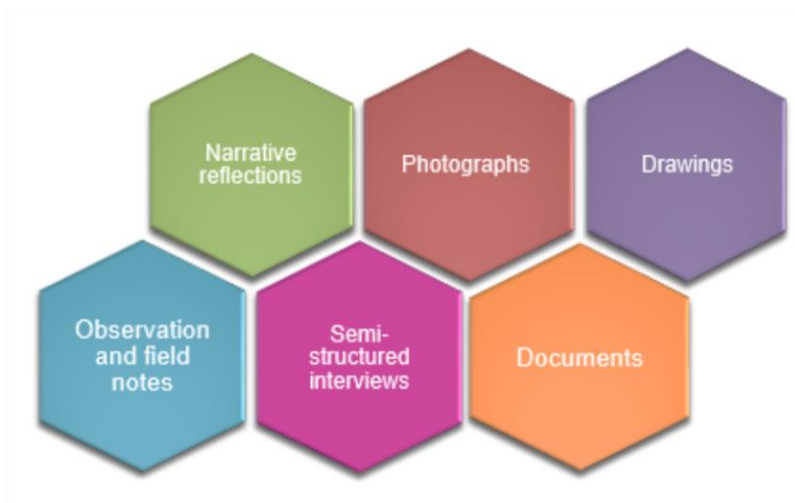 Narrative
reflections
Photographs
Drawings
Observation
and field
notes
Semi-
structured
interviews
Documents